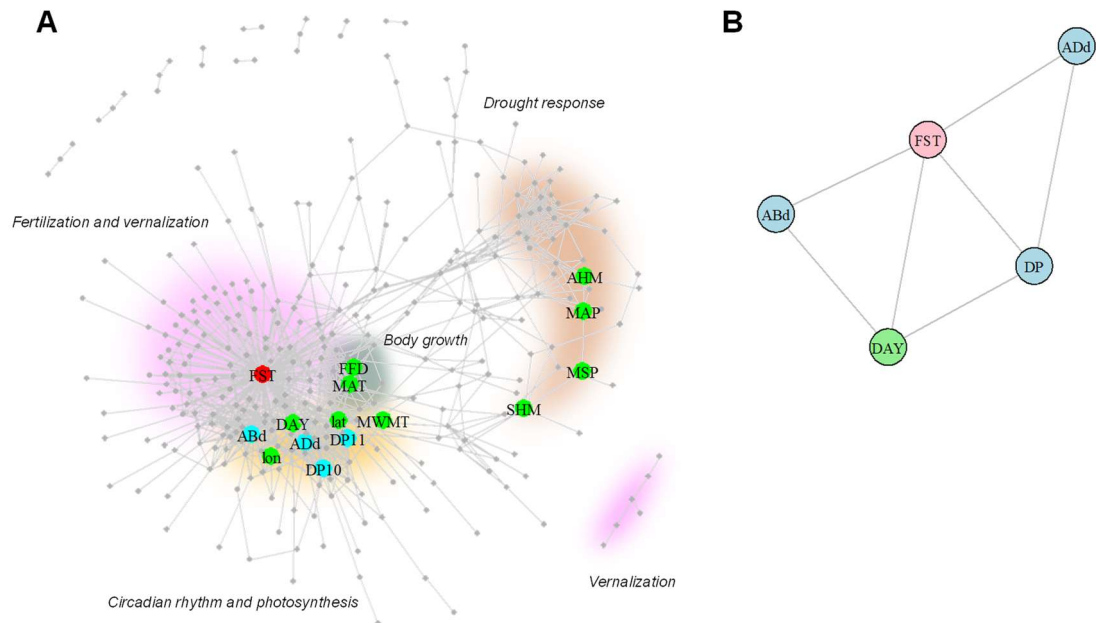 A
B
ADd
Drought response
FST
Fertilization and vernalization
ABd
DP
AHM
MAP
DAY
Body growth
FFD
FST
MSP
MAT
SHM
DAY
lat
MWMT
ABd
ADd
DP11
lon
DP10
Vernalization
Circadian rhythm and photosynthesis